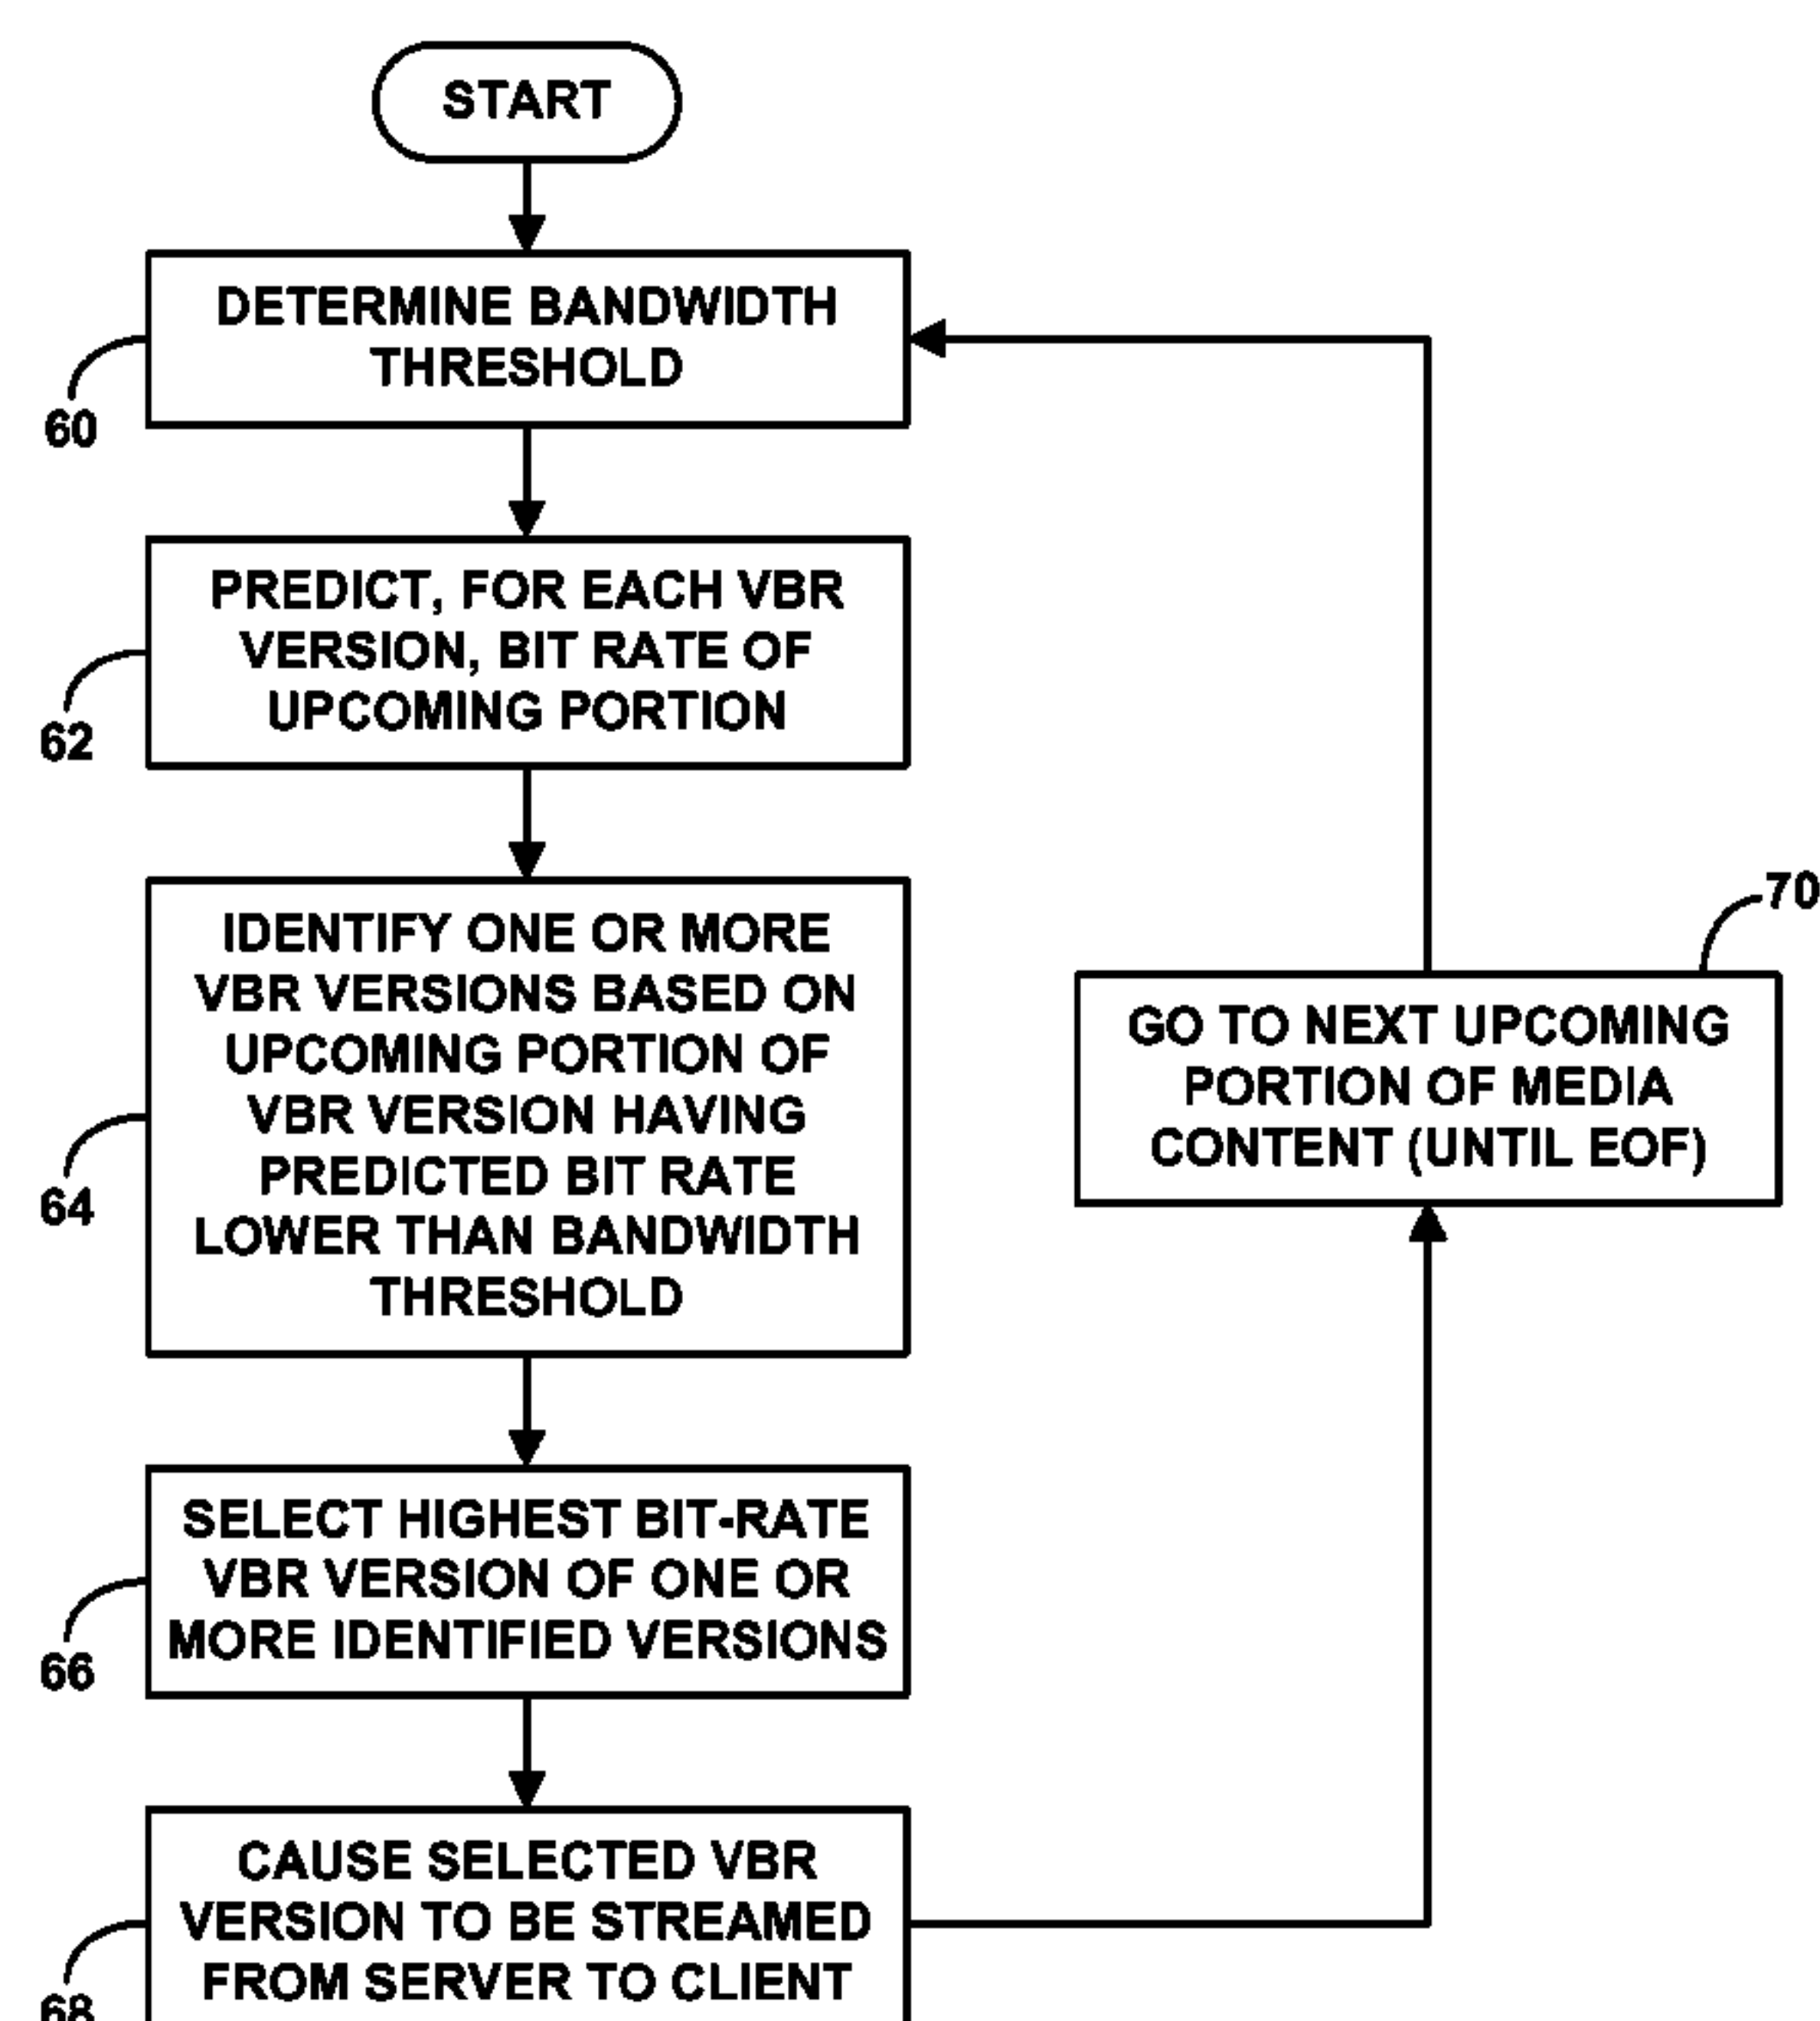 START
DETERMINE BANDWIDTH
THRESHOLD
60
PREDICT, FOR EACH VBR
VERSION, BIT RATE OF
UPCOMING PORTION
62
IDENTIFY ONE OR MORE
VBR VERSIONS BASED ON
UPCOMING PORTION OF
VBR VERSION HAVING
PREDICTED BIT RATE
LOWER THAN BANDWIDTH
THRESHOLD
64
SELECT HIGHEST BIT-RATE
VBR VERSION OF ONE OR
MORE IDENTIFIED VERSIONS
66
CAUSE SELECTED VBR
VERSION TO BE STREAMED
FROM SERVER TO CLIENT
68
70
GO TO NEXT UPCOMING
PORTION OF MEDIA
CONTENT (UNTIL EOF)